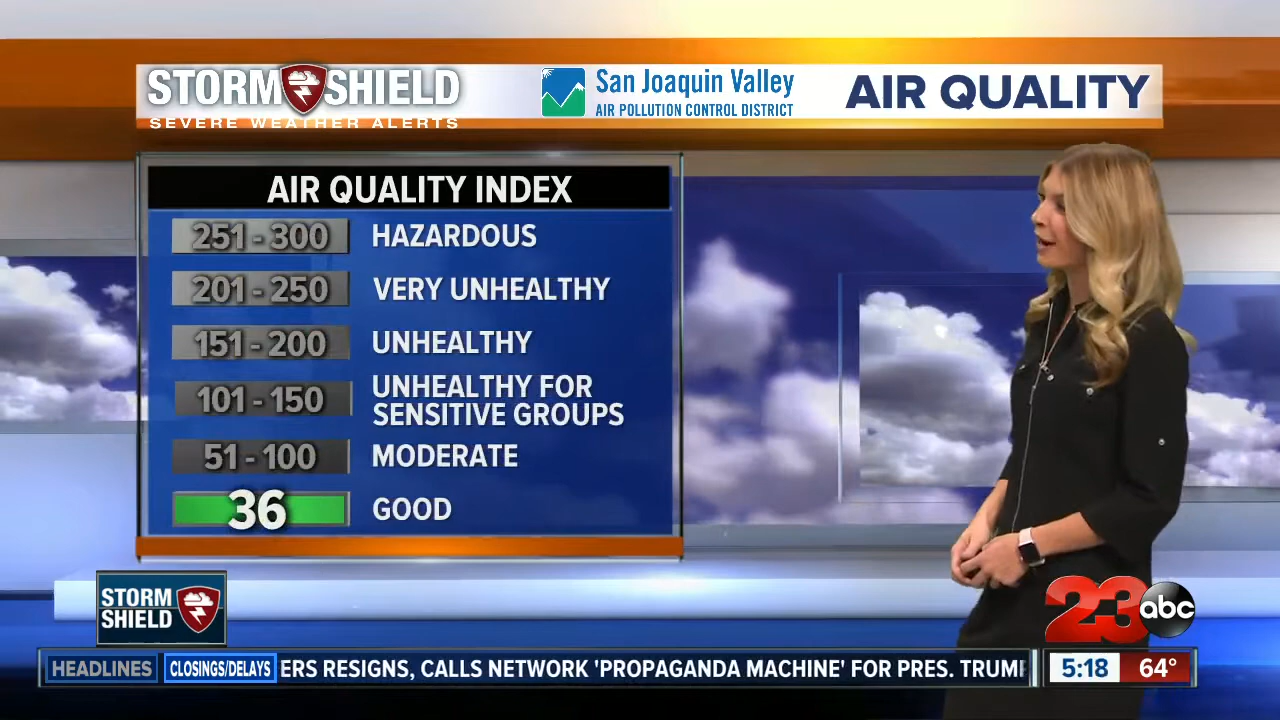 STORM SHIELD
SEVERE WEATHER ALERTS
San Joaquin Valley
AIR POLLUTION CONTROL DISTRICT
AIR QUALITY
AIR QUALITY INDEX
251 - 300 HAZARDOUS
201 - 250 VERY UNHEALTHY
151 - 200 UNHEALTHY
101 - 150 UNHEALTHY FOR
SENSITIVE GROUPS
51 - 100 MODERATE
36 GOOD
STORM
SHIELD
23 abc
HEADLINES CLOSINGS/DELAYS ERS RESIGNS, CALLS NETWORK 'PROPAGANDA MACHINE' FOR PRES. TRUMP 5:18 64°